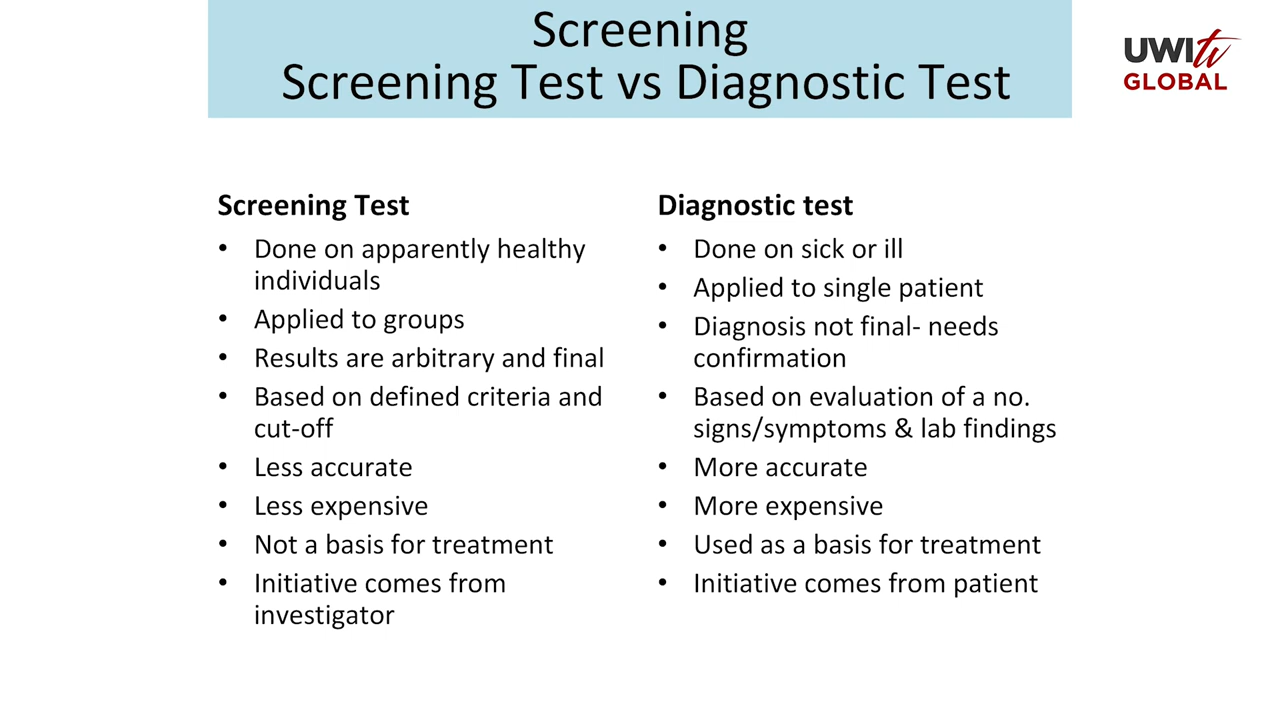 Screening
Screening Test vs Diagnostic Test
UWI tv
GLOBAL
Screening Test
• Done on apparently healthy
individuals
• Applied to groups
• Results are arbitrary and final
• Based on defined criteria and
cut-off
• Less accurate
• Less expensive
• Not a basis for treatment
• Initiative comes from
investigator
Diagnostic test
• Done on sick or ill
• Applied to single patient
• Diagnosis not final- needs
confirmation
• Based on evaluation of a no.
signs/symptoms & lab findings
• More accurate
• More expensive
• Used as a basis for treatment
• Initiative comes from patient